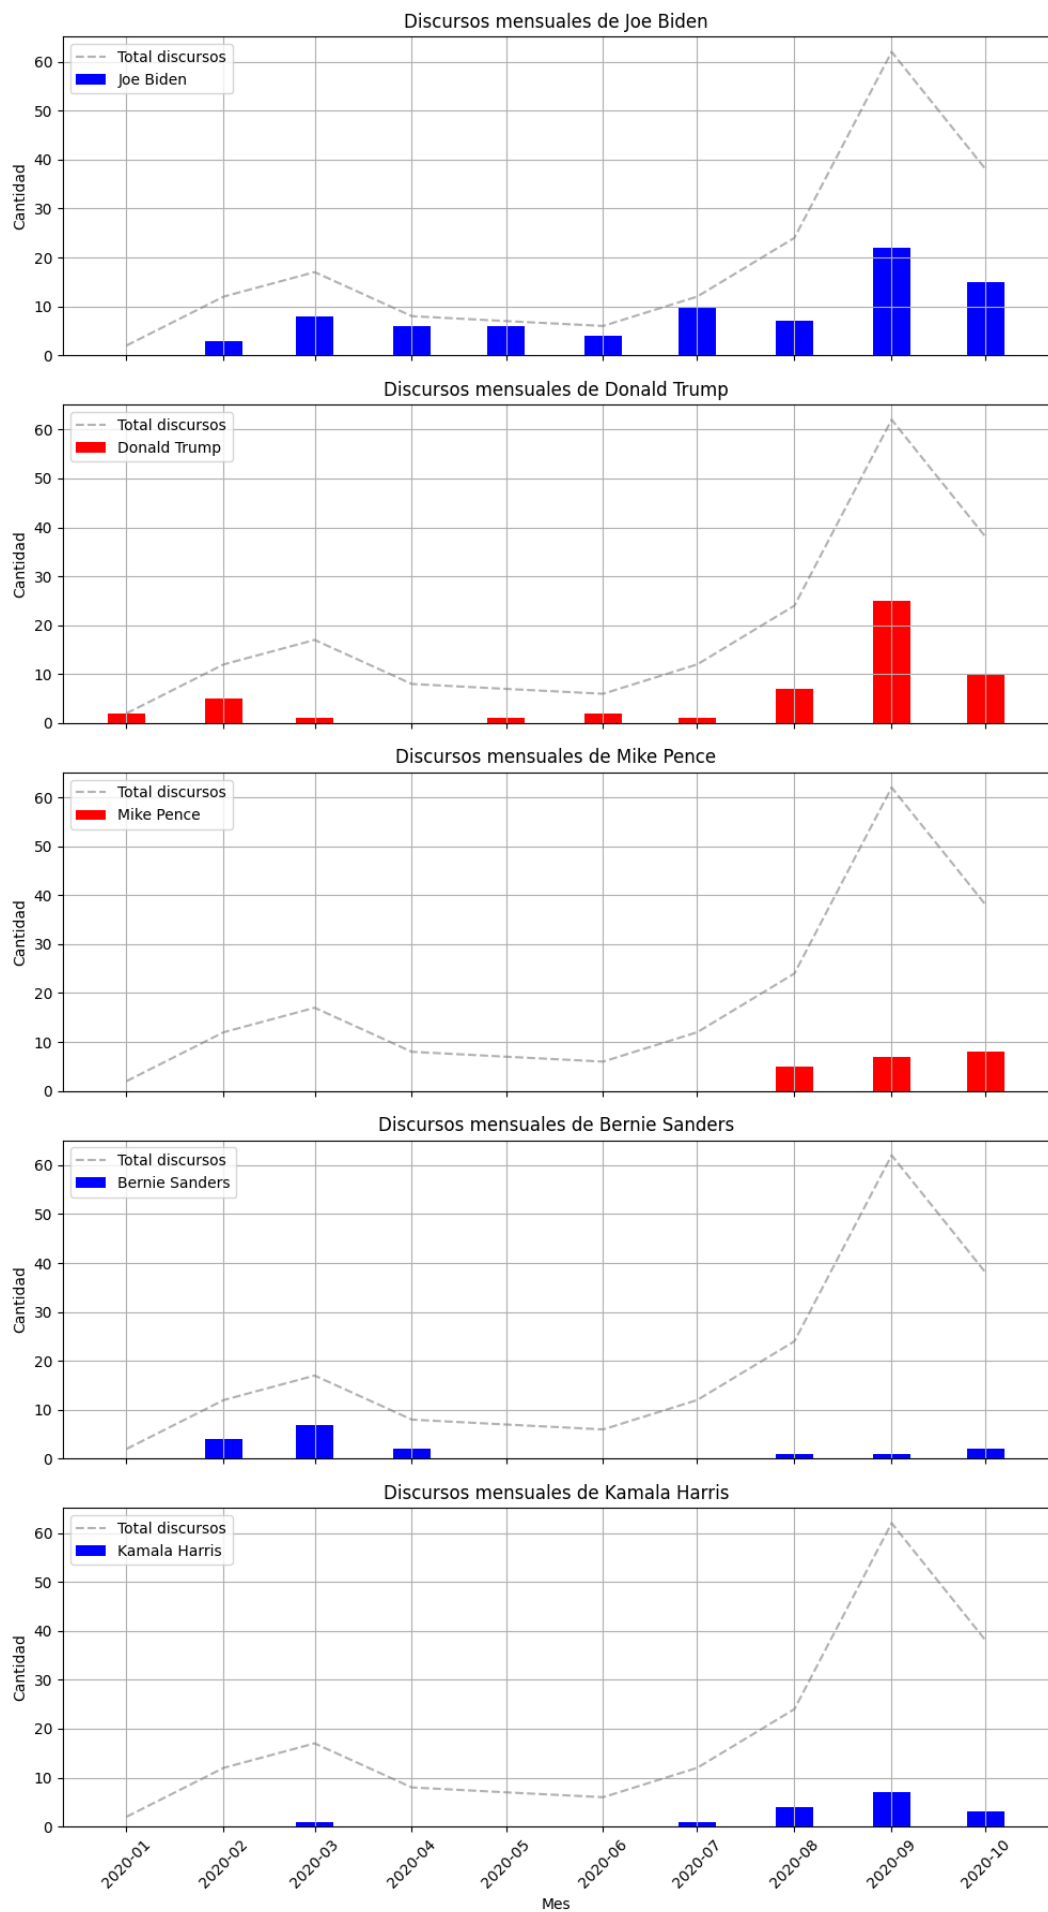 Discursos mensuales de Joe Biden
Total discursos
Joe Biden
60
50
40
30
20
10
0
Cantidad
Discursos mensuales de Donald Trump
Total discursos
Donald Trump
60
50
40
30
20
10
0
Cantidad
Discursos mensuales de Mike Pence
Total discursos
Mike Pence
60
50
40
30
20
10
0
Cantidad
Discursos mensuales de Bernie Sanders
Total discursos
Bernie Sanders
60
50
40
30
20
10
0
Cantidad
Discursos mensuales de Kamala Harris
Total discursos
Kamala Harris
60
50
40
30
20
10
0
Cantidad
2020-01
2020-02
2020-03
2020-04
2020-05
2020-06
2020-07
2020-08
2020-09
2020-10
Mes